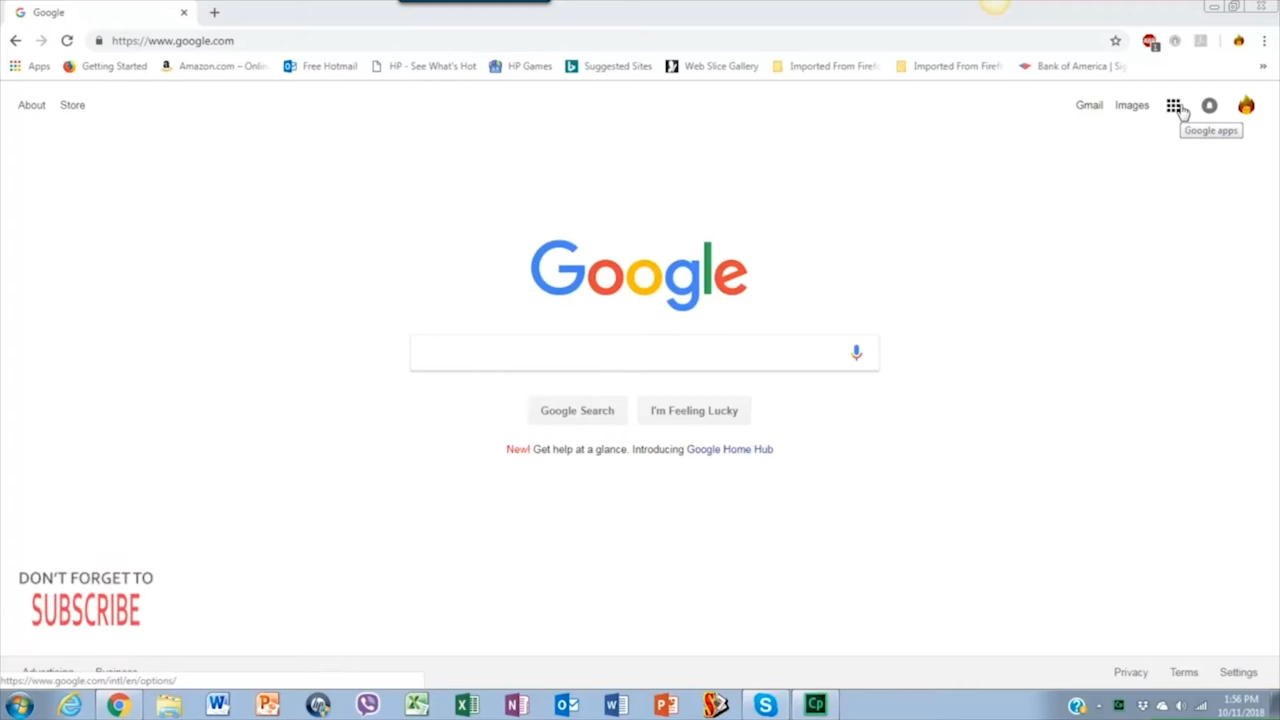 Google
https://www.google.com
Apps Getting Started Amazon.com – Onlin Free Hotmail HP - See What's Hot HP Games Suggested Sites Web Slice Gallery Imported From Firef Imported From Firef Bank of America | Sig
About Store Gmail Images
Google apps
Google
Google Search I'm Feeling Lucky
New! Get help at a glance. Introducing Google Home Hub
DON'T FORGET TO
SUBSCRIBE
Advertising Business Privacy Terms Settings
https://www.google.com/intl/en/options/
1:56 PM
10/11/2018